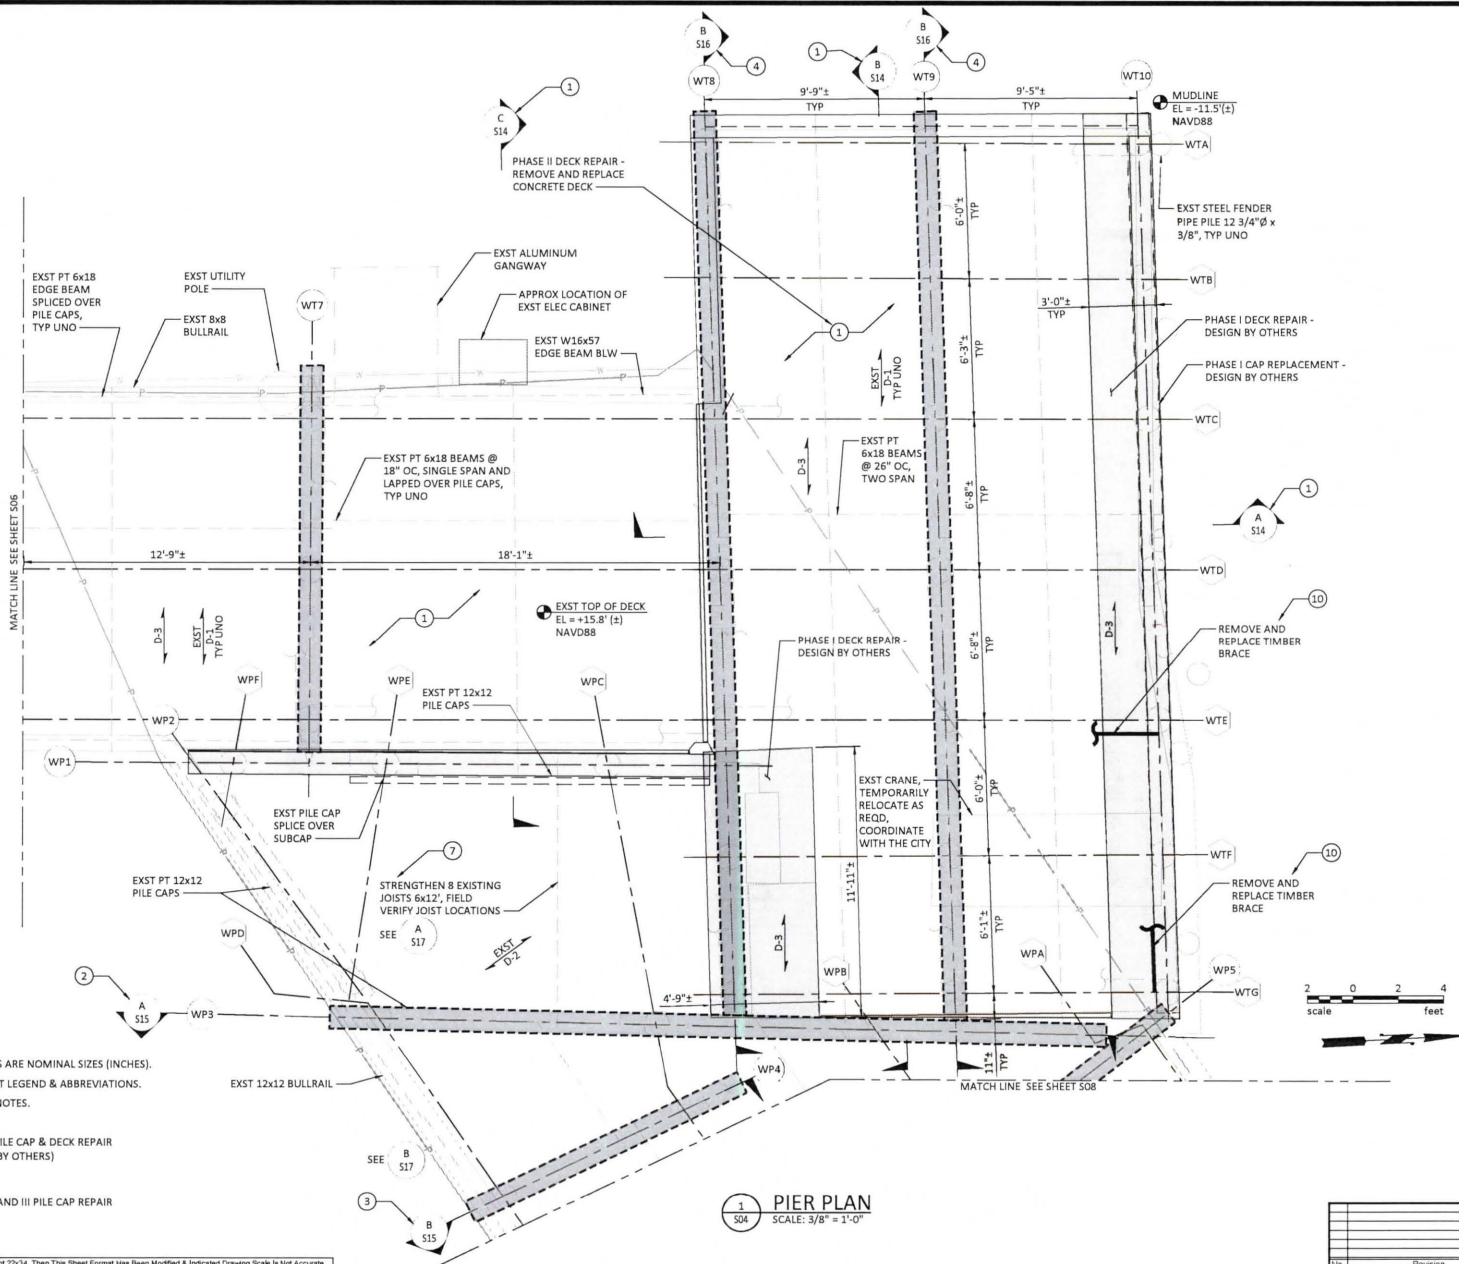 B
S16
4
B
S16
4
1
B
S14
WT8
WT9
WT10
1
C
S14
9'-9"±
TYP
9'-5"±
TYP
MUDLINE
EL = -11.5'(±)
NAVD88
WTA
PHASE II DECK REPAIR -
REMOVE AND REPLACE
CONCRETE DECK
6'-0"±
TYP
EXST STEEL FENDER
PIPE PILE 12 3/4"Ø x
3/8", TYP UNO
EXST ALUMINUM
GANGWAY
EXST PT 6x18
EDGE BEAM
SPLICED OVER
PILE CAPS,
TYP UNO
EXST UTILITY
POLE
WT7
EXST 8x8
BULLRAIL
APPROX LOCATION OF
EXST ELEC CABINET
EXST W16x57
EDGE BEAM BLW
WTB
3'-0"±
TYP
1
6'-3"±
TYP
EXST
D-1
TYP UNO
PHASE I DECK REPAIR -
DESIGN BY OTHERS
PHASE I CAP REPLACEMENT -
DESIGN BY OTHERS
WTC
EXST PT 6x18 BEAMS @
18" OC, SINGLE SPAN AND
LAPPED OVER PILE CAPS,
TYP UNO
D-3
EXST PT
6x18 BEAMS
@ 26" OC,
TWO SPAN
6'-8"±
TYP
1
A
S14
MATCH LINE SEE SHEET S06
12'-9"±
18'-1"±
WTD
D-3
EXST
D-1
TYP UNO
1
EXST TOP OF DECK
EL = +15.8' (±)
NAVD88
PHASE I DECK REPAIR -
DESIGN BY OTHERS
6'-8"±
TYP
D-3
10
REMOVE AND
REPLACE TIMBER
BRACE
WPF
WPE
WPC
EXST PT 12x12
PILE CAPS
WP2
WTE
WP1
EXST CRANE,
TEMPORARILY
RELOCATE AS
REQD,
COORDINATE
WITH THE CITY
6'-0"±
TYP
EXST PILE CAP
SPLICE OVER
SUBCAP
7
STRENGTHEN 8 EXISTING
JOISTS 6x12', FIELD
VERIFY JOIST LOCATIONS
11'-11"±
WTF
10
REMOVE AND
REPLACE TIMBER
BRACE
EXST PT 12x12
PILE CAPS
SEE
A
S17
WPD
EXST
D-2
D-3
6'-1"±
TYP
WPB
WPA
WP5
WTG
2
A
S15
WP3
4'-9"±
2 0 2 4
scale feet
11"±
TYP
S ARE NOMINAL SIZES (INCHES).
T LEGEND & ABBREVIATIONS.
NOTES.
EXST 12x12 BULLRAIL
WP4
MATCH LINE SEE SHEET S08
ILE CAP & DECK REPAIR
BY OTHERS)
SEE
B
S17
AND III PILE CAP REPAIR
3
B
S15
1
S04
PIER PLAN
SCALE: 3/8" = 1'-0"
22x34, Then This Sheet Format Has Been Modified & Indicated Drawing Scale Is Not Accurate
No.
Revision